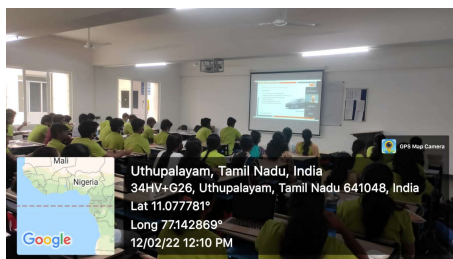 GPS Map Camera
Mali
Nigeria
Google
Uthupalayam, Tamil Nadu, India
34HV+G26, Uthupalayam, Tamil Nadu 641048, India
Lat 11.077781°
Long 77.142869°
12/02/22 12:10 PM